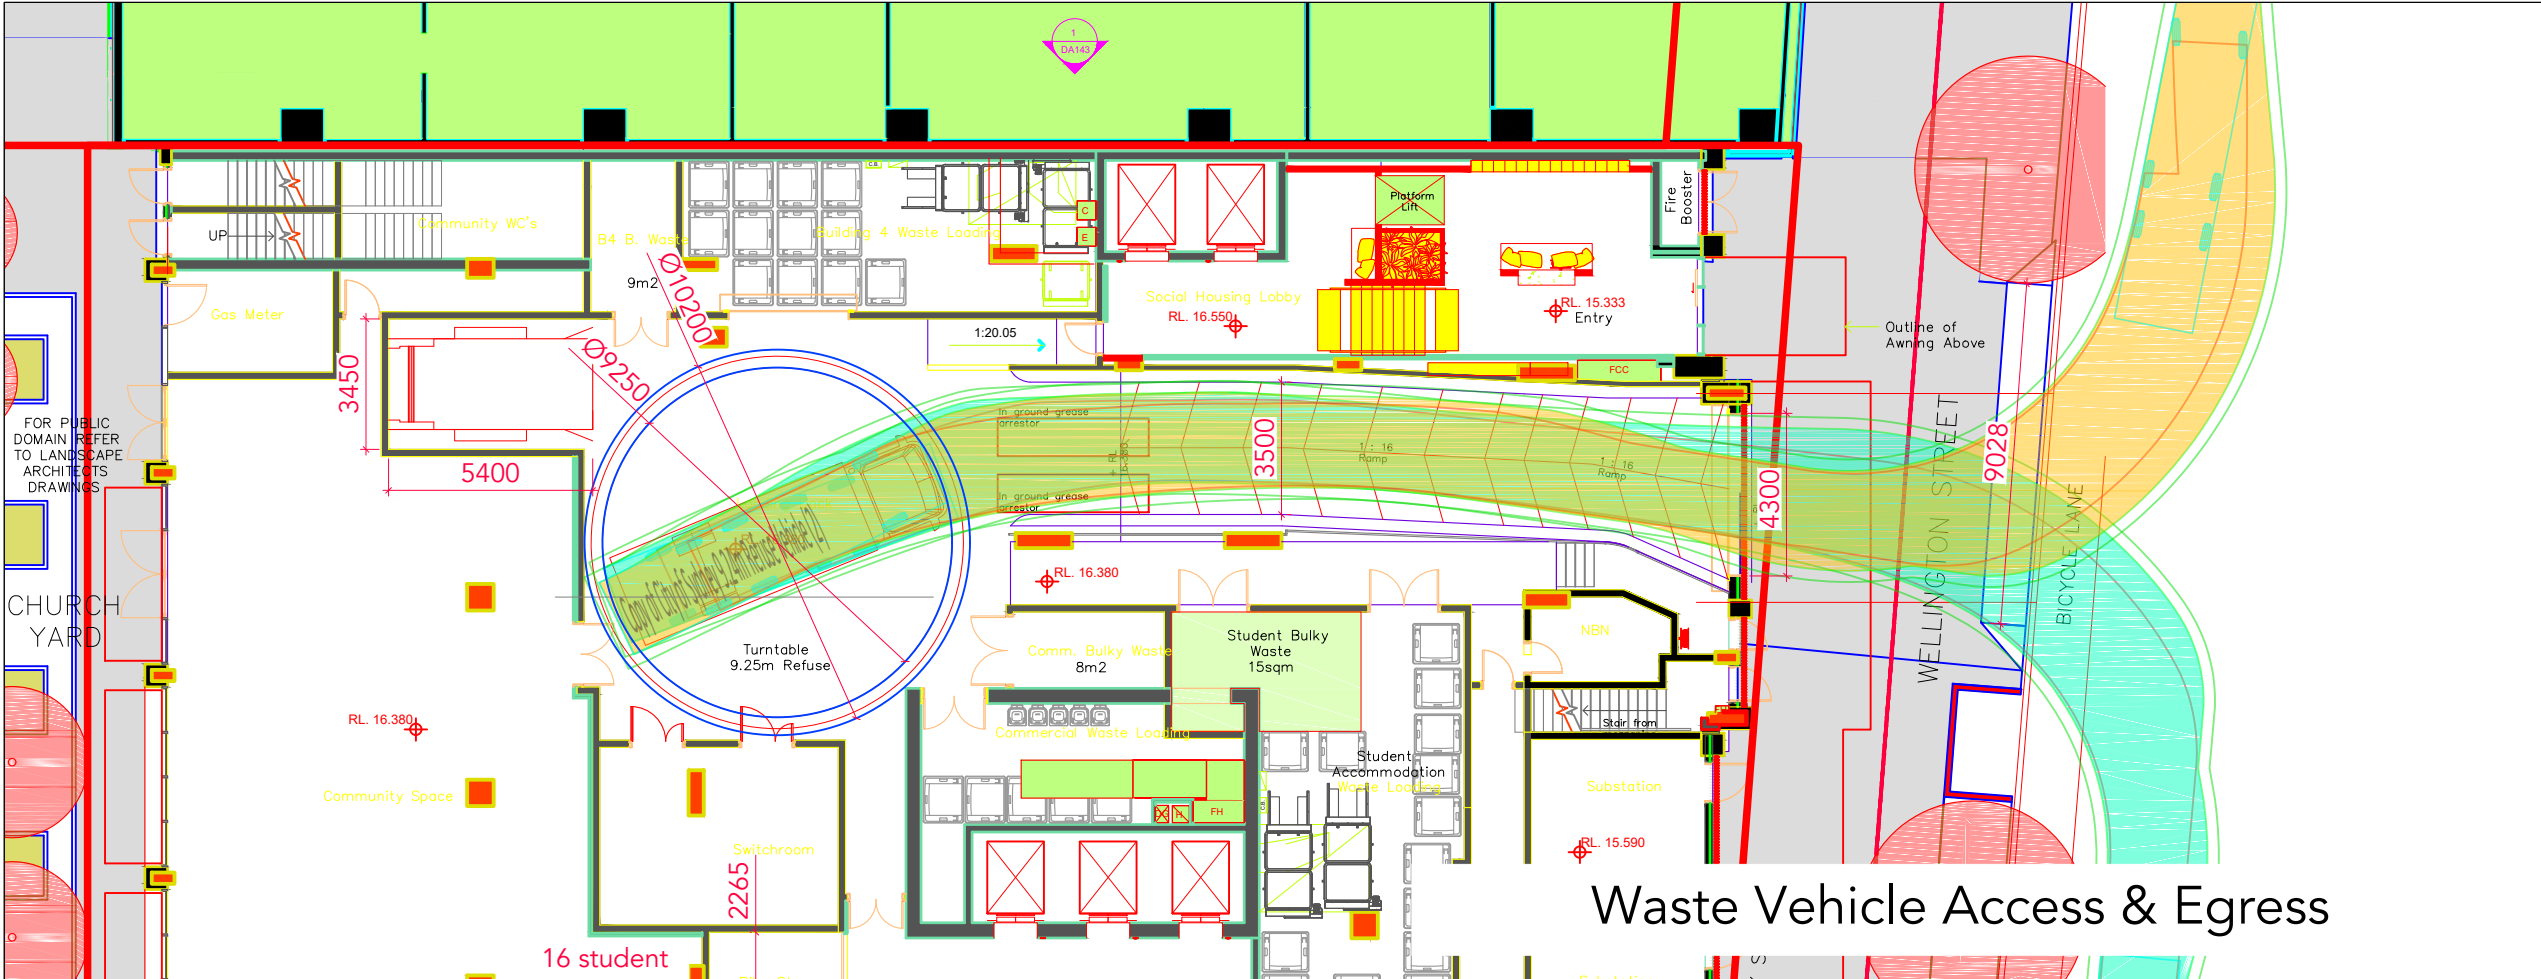 1
DA143
C.B.
Community WC's
UP
B4 B. Waste
9m2
Building 4 Waste Loading
C
E
Platform
Lift
Fire
Booster
Gas Meter
Ø10200
Ø9250
Social Housing Lobby
RL. 16.550
RL. 15.333
Entry
1:20.05
Outline of
Awning Above
FCC
3450
5400
FOR PUBLIC
DOMAIN REFER
TO LANDSCAPE
ARCHITECTS
DRAWINGS
In ground grease
arrestor
In ground grease
arrestor
3500
1 : 16
Ramp
1 : 16
Ramp
4300
9028
WELLINGTON STREET
BICYCLE LANE
CHURCH
YARD
RL. 16.380
Turntable
9.25m Refuse
Comm. Bulky Waste
8m2
Student Bulky
Waste
15sqm
NBN
Stair from
RL. 16.380
Commercial Waste Loading
Student
Accommodation
Waste Loading
C.B.
FH
Community Space
Switchroom
2265
Substation
RL. 15.590
16 student
Waste Vehicle Access & Egress